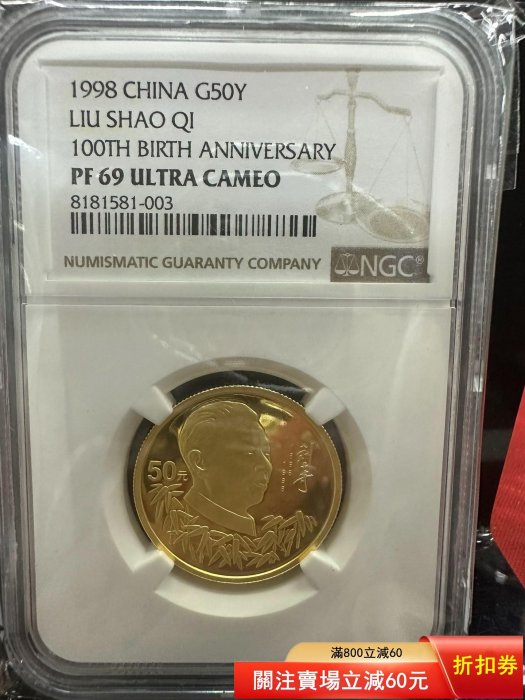 1998 CHINA G50Y
LIU SHAO QI
100TH BIRTH ANNIVERSARY
PF 69 ULTRA CAMEO
8181581-003
NUMISMATIC GUARANTY COMPANY
NGC®
50元
滿800立減60
關注賣場立減60元
折扣券